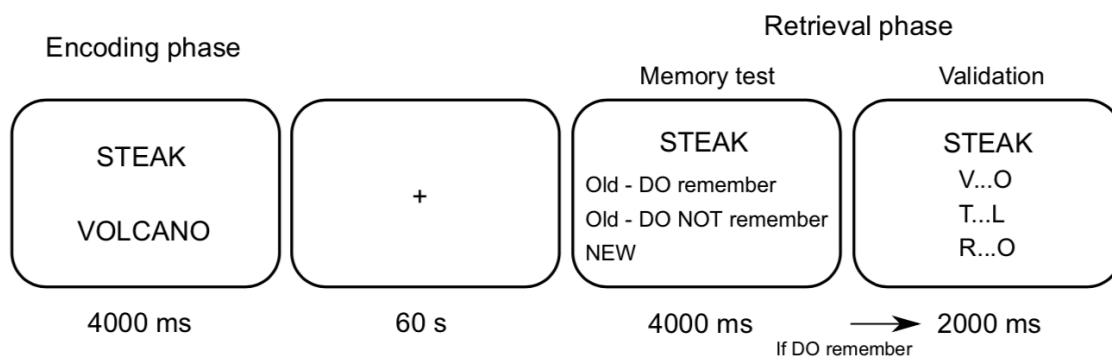 Encoding phase
Retrieval phase
Memory test
Validation
STEAK
VOLCANO
+
STEAK
Old - DO remember
Old - DO NOT remember
NEW
STEAK
V...O
T...L
R...O
4000 ms
60 s
4000 ms
2000 ms
If DO remember